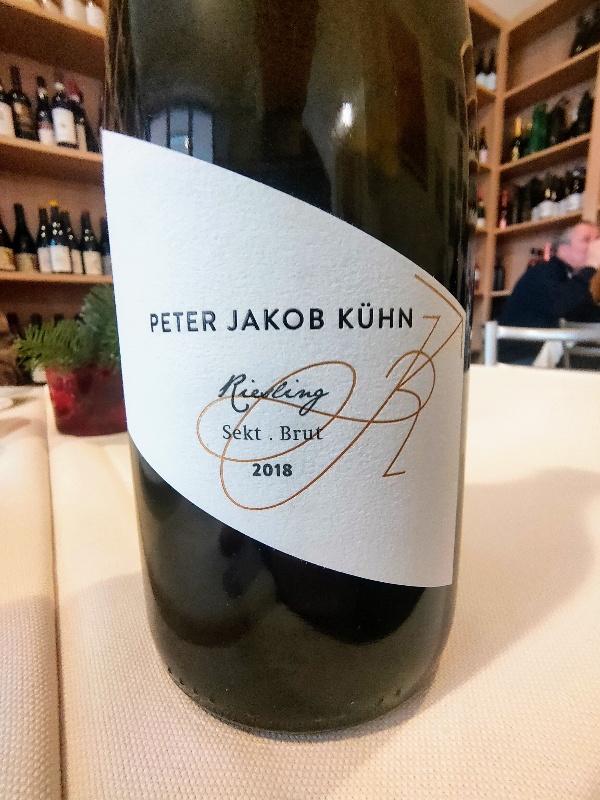 PETER JAKOB KÜHN
Riesling
Sekt . Brut
2018